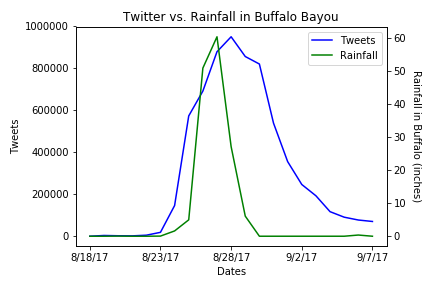 Twitter vs. Rainfall in Buffalo Bayou
Tweets
Rainfall
1000000
800000
600000
400000
200000
0
Tweets
60
50
40
30
20
10
0
Rainfall in Buffalo (inches)
8/18/17 8/23/17 8/28/17 9/2/17 9/7/17
Dates